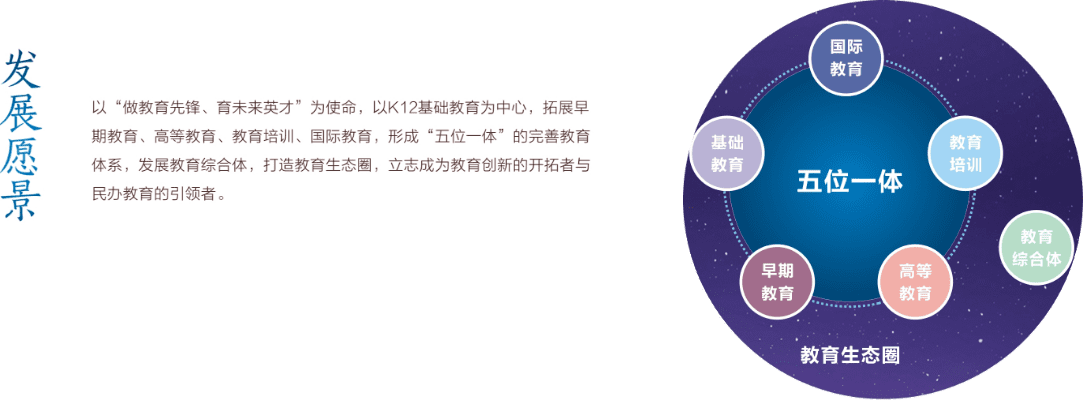 发展愿景
以“做教育先锋、育未来英才”为使命，以K12基础教育为中心，拓展早
期教育、高等教育、教育培训、国际教育，形成“五位一体”的完善教育
体系，发展教育综合体，打造教育生态圈，立志成为教育创新的开拓者与
民办教育的引领者。
国际
教育
基础
教育
教育
培训
五位一体
教育
综合体
早期
教育
高等
教育
教育生态圈